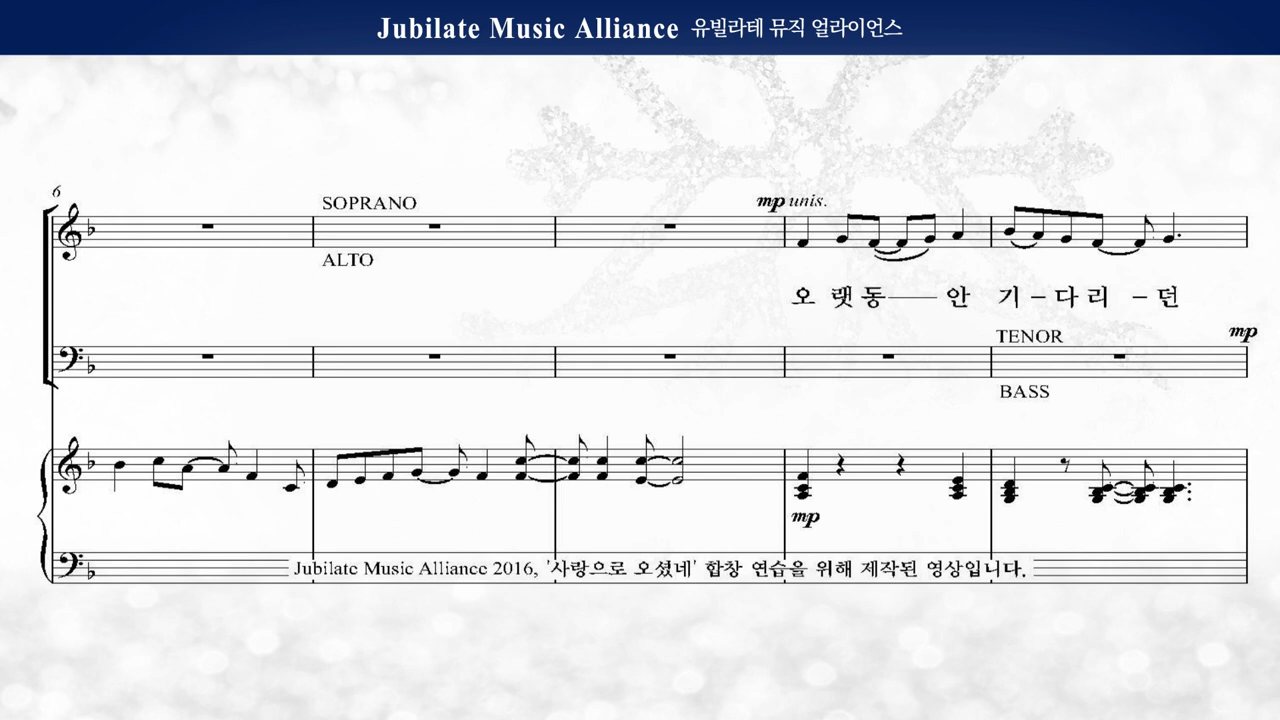 Jubilate Music Alliance 유빌라테 뮤직 얼라이언스
6
SOPRANO
mp unis.
ALTO
오 랫 동 안 기 - 다 리 - 던
TENOR
mp
BASS
mp
Jubilate Music Alliance 2016, '사랑으로 오셨네' 합창 연습을 위해 제작된 영상입니다.